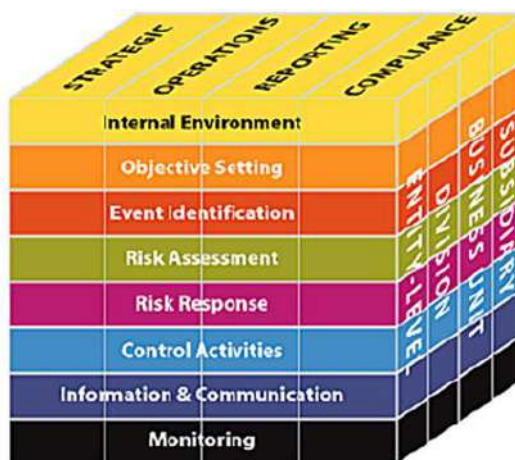 STRATEGIC
OPERATIONS
REPORTING
COMPLIANCE
Internal Environment
Objective Setting
Event Identification
Risk Assessment
Risk Response
Control Activities
Information & Communication
Monitoring
ENTITY-LEVEL
DIVISION
BUSINESS UNIT
SUBSIDIARY